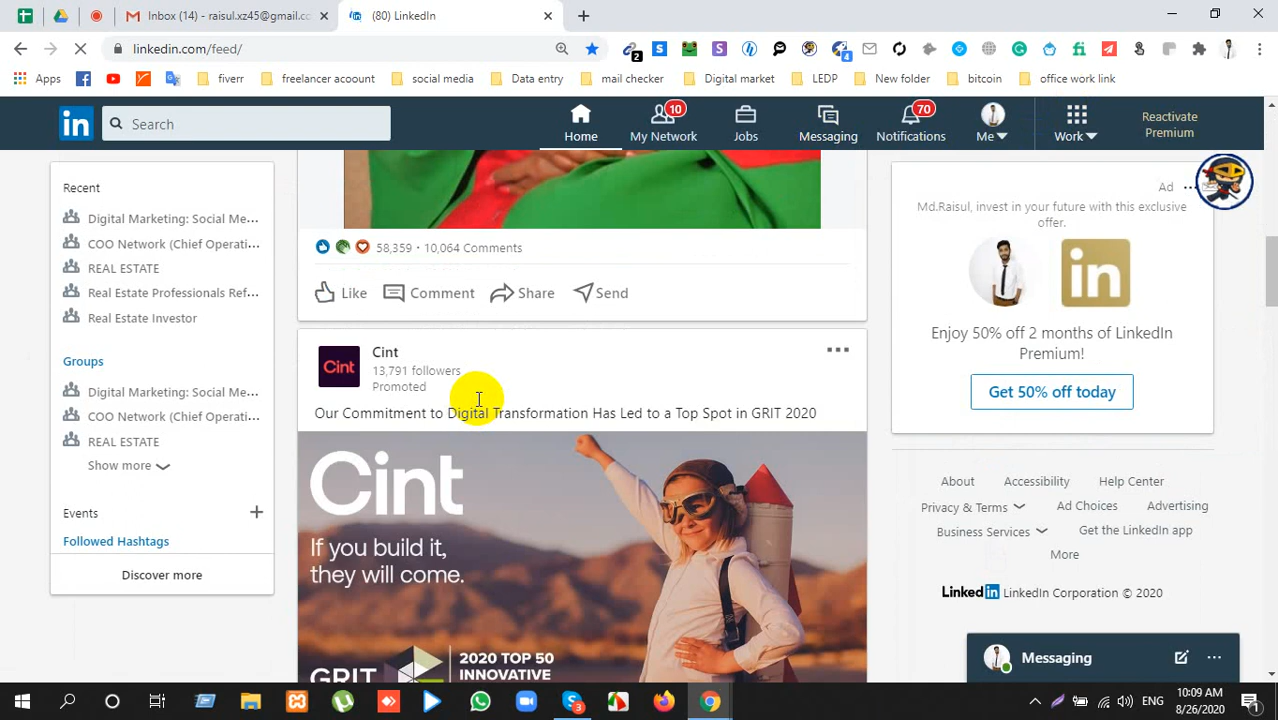 Inbox (14) - raisul.xz45@gmail.cc
(80) LinkedIn
linkedin.com/feed/
2
4
Apps
fiverr
freelancer acoount
social media
Data entry
mail checker
Digital market
LEDP
New folder
bitcoin
office work link
in
Search
Home
10
My Network
Jobs
Messaging
70
Notifications
Me
Work
Reactivate
Premium
Recent
Digital Marketing: Social Me...
COO Network (Chief Operati...
REAL ESTATE
Real Estate Professionals Ref...
Real Estate Investor
Groups
Digital Marketing: Social Me...
COO Network (Chief Operati...
REAL ESTATE
Show more
Events
Followed Hashtags
Discover more
58,359 · 10,064 Comments
Like
Comment
Share
Send
Cint
Cint
13,791 followers
Promoted
Our Commitment to Digital Transformation Has Led to a Top Spot in GRIT 2020
Cint
If you build it,
they will come.
GRIT
2020 TOP 50
INNOVATIVE
Ad
Md.Raisul, invest in your future with this exclusive
offer.
in
Enjoy 50% off 2 months of LinkedIn
Premium!
Get 50% off today
About
Accessibility
Help Center
Privacy & Terms
Ad Choices
Advertising
Business Services
Get the LinkedIn app
More
LinkedIn LinkedIn Corporation © 2020
Messaging
3
ENG
10:09 AM
8/26/2020
1